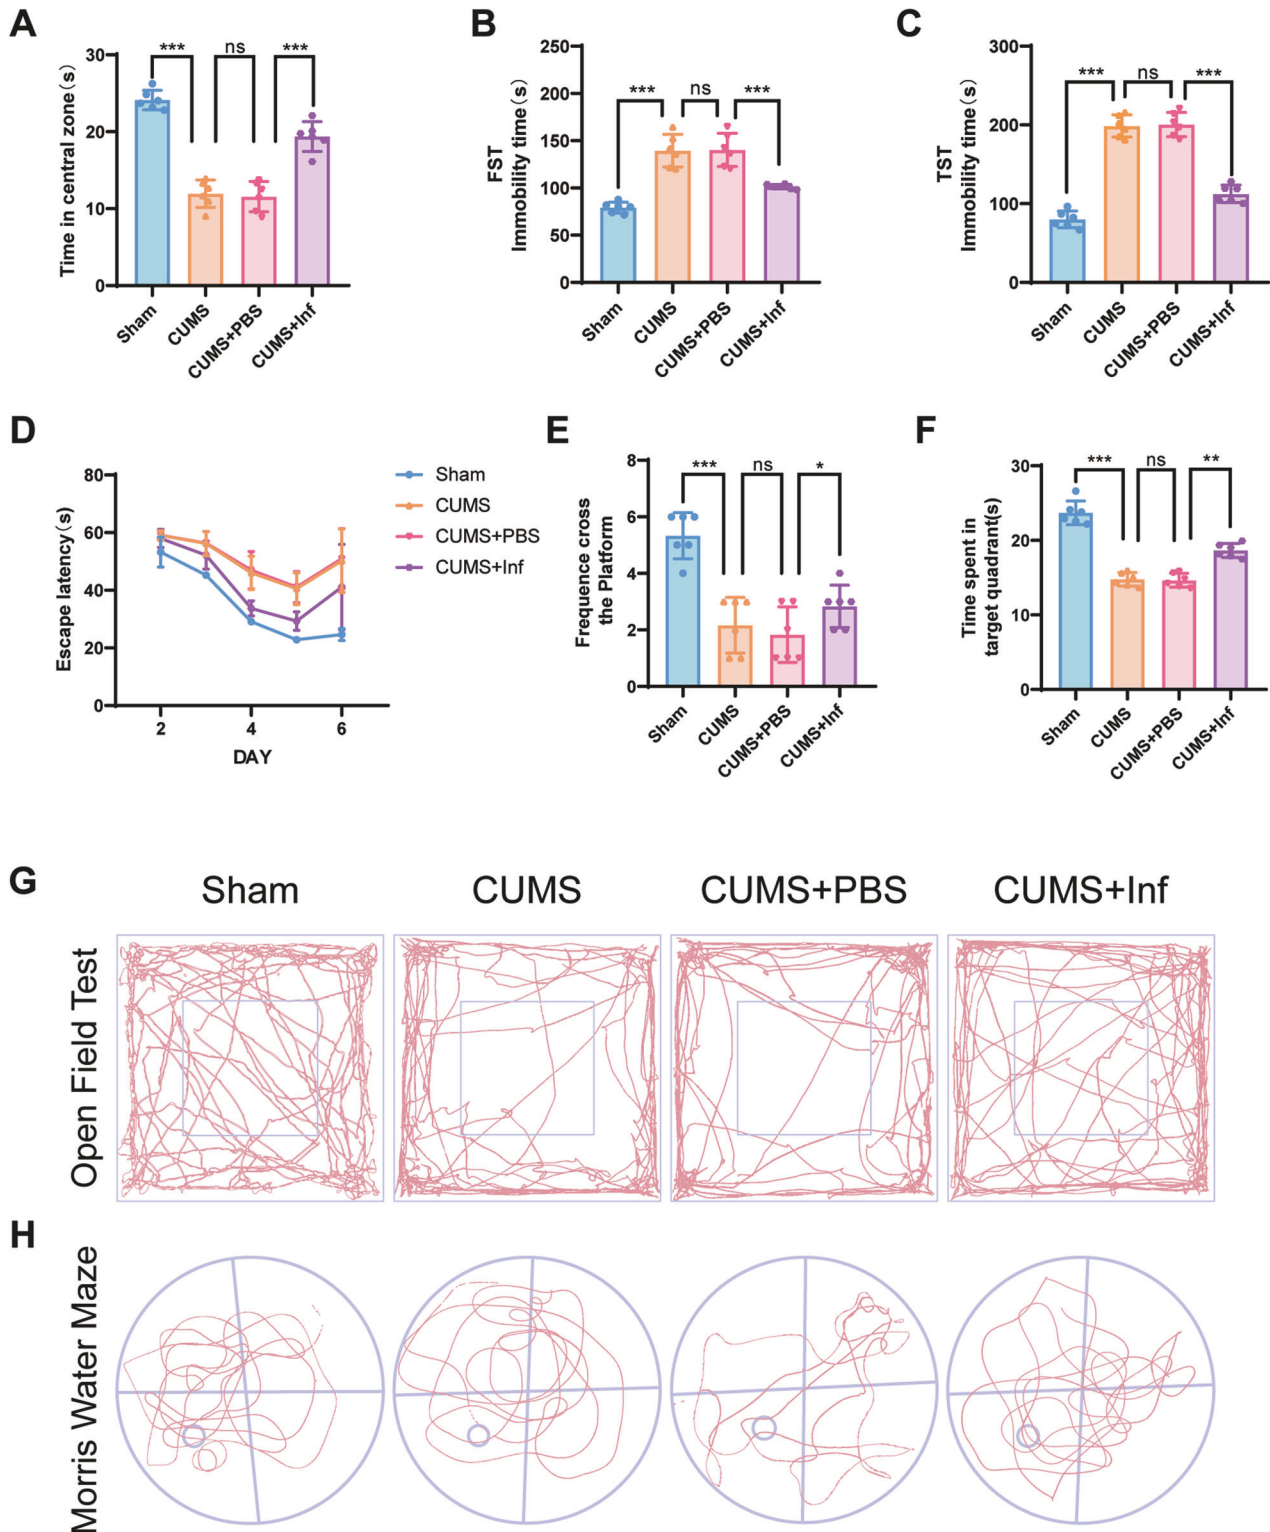 A
Time in central zone(s)
30
20
10
0
***
ns
***
Sham
CUMS
CUMS+PBS
CUMS+Inf
B
FST
Immobility time(s)
250
200
150
100
50
0
***
ns
***
Sham
CUMS
CUMS+PBS
CUMS+Inf
C
TST
Immobility time(s)
300
200
100
0
***
ns
***
Sham
CUMS
CUMS+PBS
CUMS+Inf
D
Escape latency(s)
80
60
40
20
0
2
4
6
DAY
Sham
CUMS
CUMS+PBS
CUMS+Inf
E
Frequence cross
the Platform
8
6
4
2
0
***
ns
*
Sham
CUMS
CUMS+PBS
CUMS+Inf
F
Time spent in
target quadrant(s)
30
20
10
0
***
ns
**
Sham
CUMS
CUMS+PBS
CUMS+Inf
G
Sham
CUMS
CUMS+PBS
CUMS+Inf
Open Field Test
H
Morris Water Maze